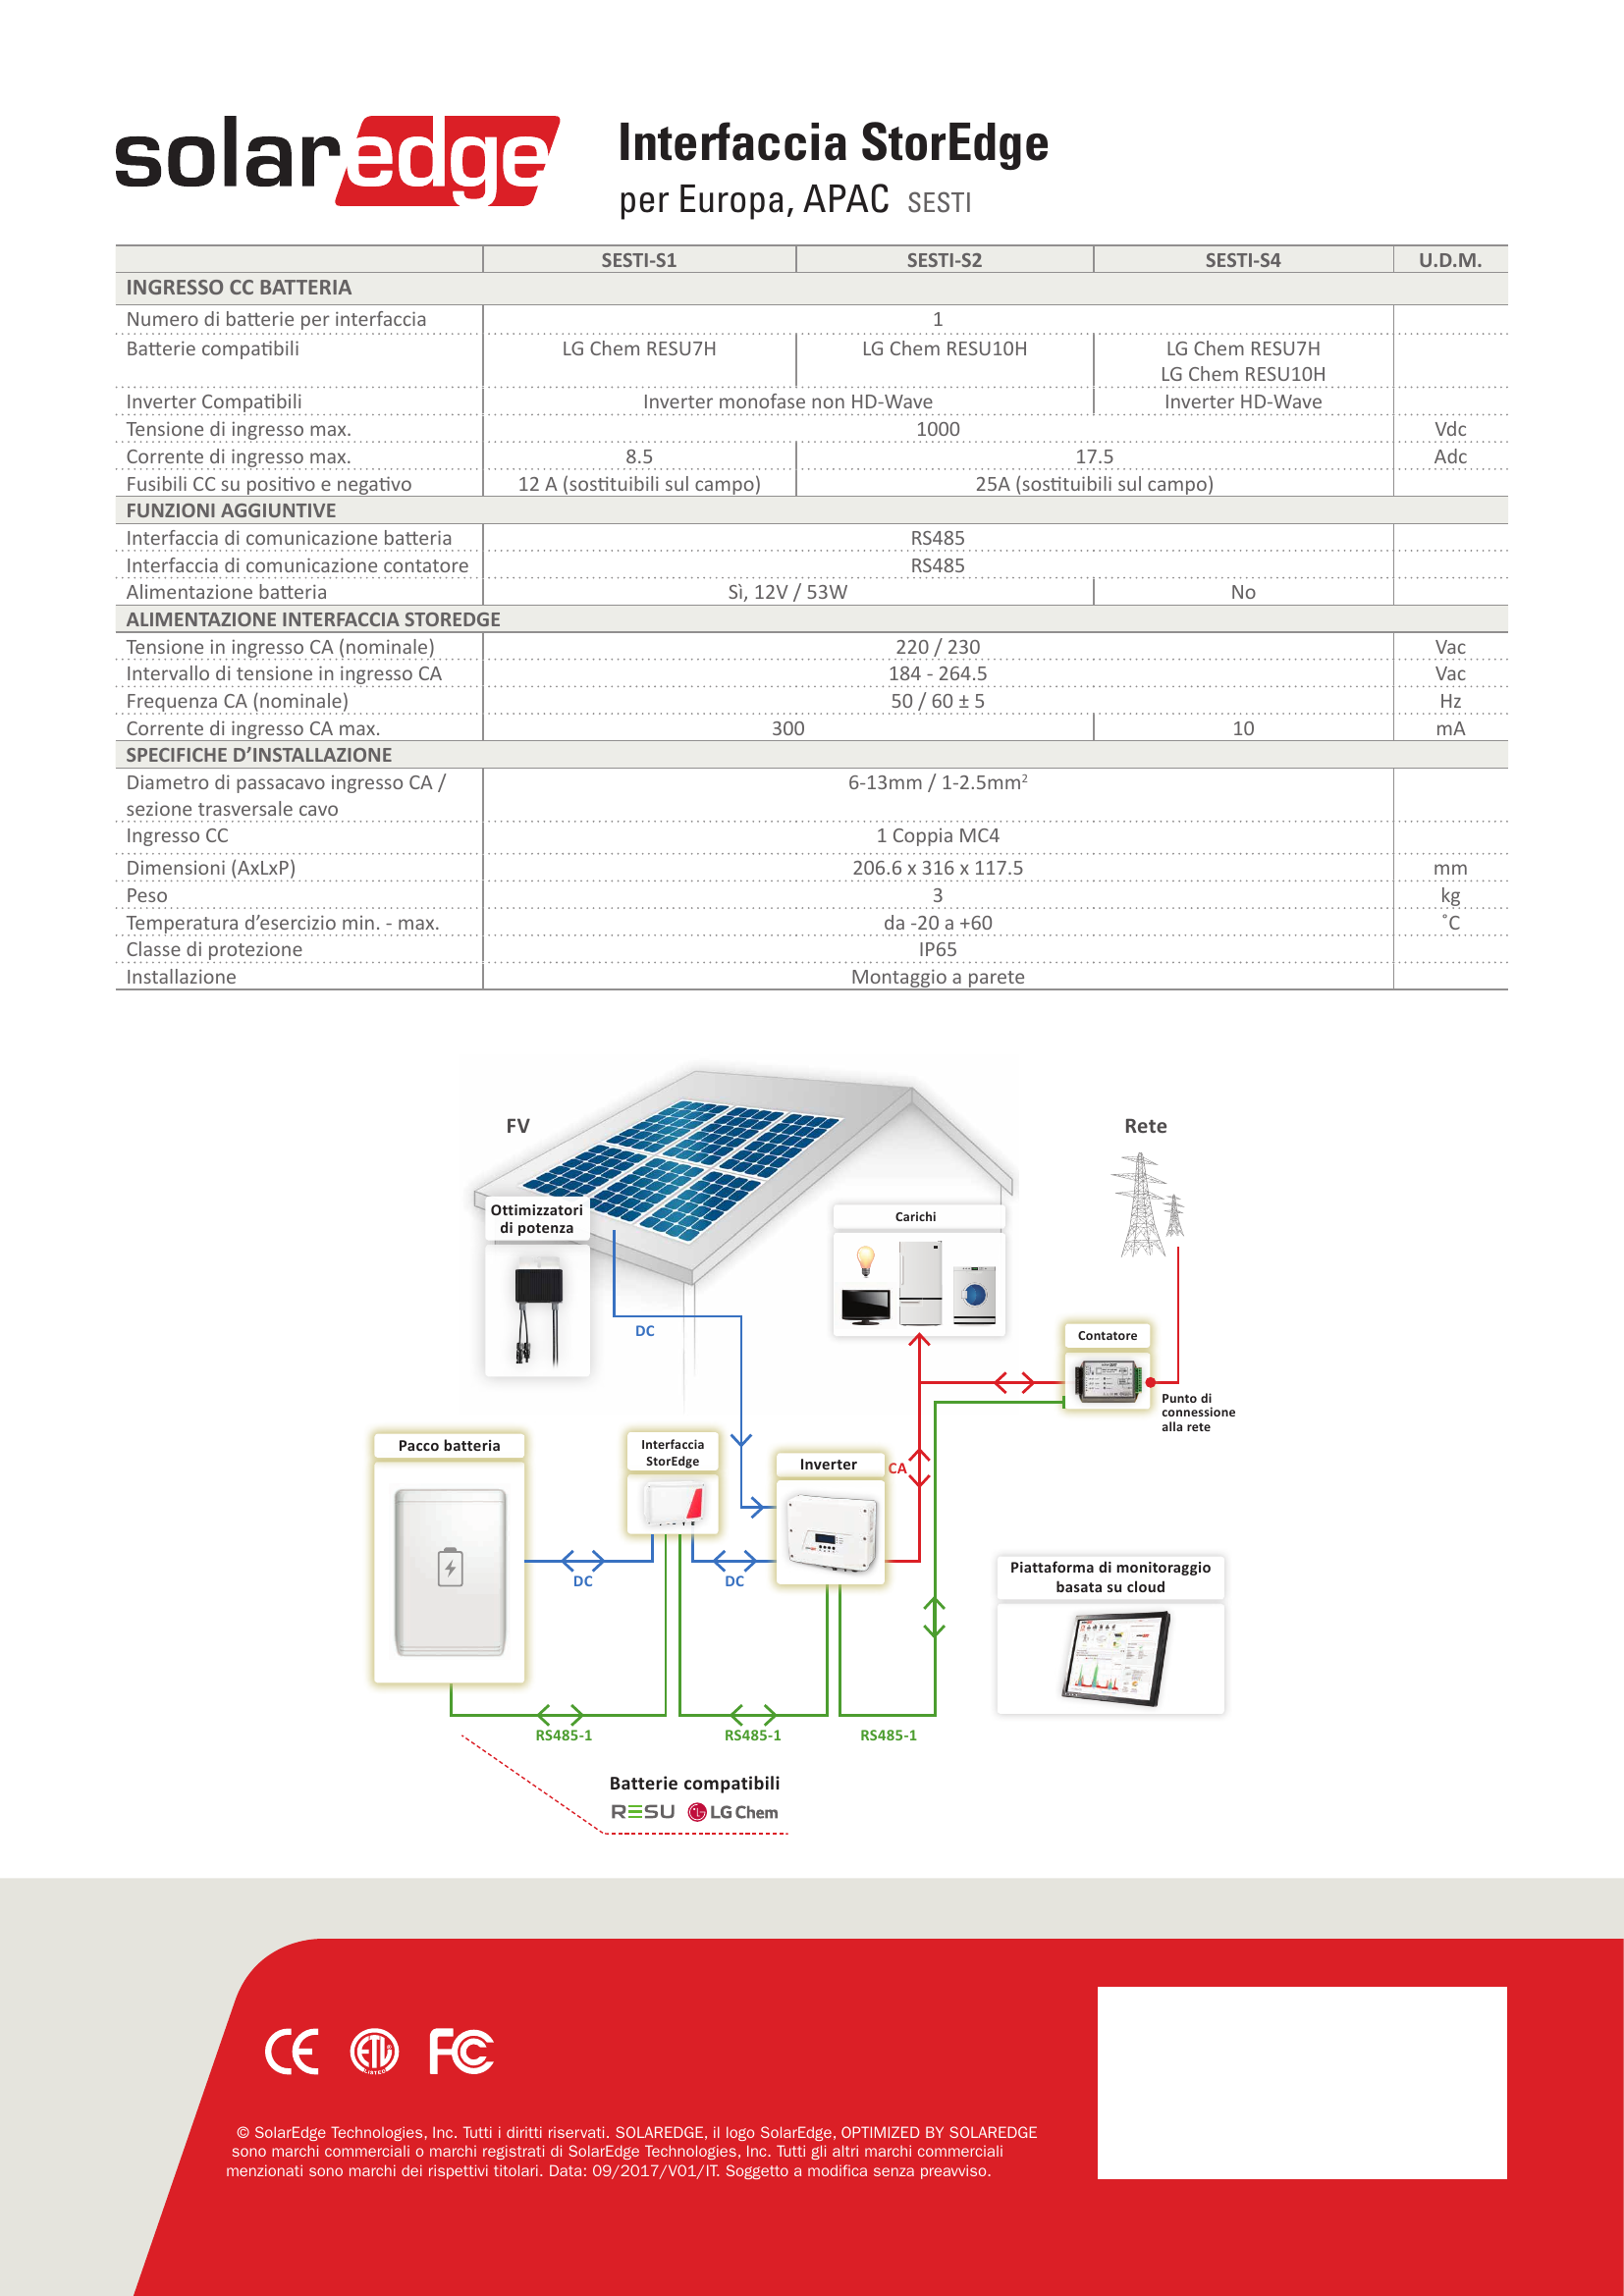 solaredge
Interfaccia StorEdge
per Europa, APAC SESTI
SESTI-S1 SESTI-S2 SESTI-S4 U.D.M.
INGRESSO CC BATTERIA
Numero di batterie per interfaccia 1
Batterie compatibili LG Chem RESU7H LG Chem RESU10H LG Chem RESU7H
LG Chem RESU10H
Inverter Compatibili Inverter monofase non HD-Wave Inverter HD-Wave
Tensione di ingresso max. 1000 Vdc
Corrente di ingresso max. 8.5 17.5 Adc
Fusibili CC su positivo e negativo 12 A (sostituibili sul campo) 25A (sostituibili sul campo)
FUNZIONI AGGIUNTIVE
Interfaccia di comunicazione batteria RS485
Interfaccia di comunicazione contatore RS485
Alimentazione batteria Sì, 12V / 53W No
ALIMENTAZIONE INTERFACCIA STOREDGE
Tensione in ingresso CA (nominale) 220 / 230 Vac
Intervallo di tensione in ingresso CA 184 - 264.5 Vac
Frequenza CA (nominale) 50 / 60 ± 5 Hz
Corrente di ingresso CA max. 300 10 mA
SPECIFICHE D’INSTALLAZIONE
Diametro di passacavo ingresso CA / 6-13mm / 1-2.5mm²
sezione trasversale cavo
Ingresso CC 1 Coppia MC4
Dimensioni (AxLxP) 206.6 x 316 x 117.5 mm
Peso 3 kg
Temperatura d’esercizio min. - max. da -20 a +60 ˚C
Classe di protezione IP65
Installazione Montaggio a parete
FV
Rete
Ottimizzatori
di potenza
Carichi
DC
Contatore
Punto di
connessione
alla rete
Pacco batteria
Interfaccia
StorEdge
Inverter
CA
DC
DC
Piattaforma di monitoraggio
basata su cloud
RS485-1
RS485-1
RS485-1
Batterie compatibili
RESU LG Chem
CE ETL LISTED FC
© SolarEdge Technologies, Inc. Tutti i diritti riservati. SOLAREDGE, il logo SolarEdge, OPTIMIZED BY SOLAREDGE
sono marchi commerciali o marchi registrati di SolarEdge Technologies, Inc. Tutti gli altri marchi commerciali
menzionati sono marchi dei rispettivi titolari. Data: 09/2017/V01/IT. Soggetto a modifica senza preavviso.